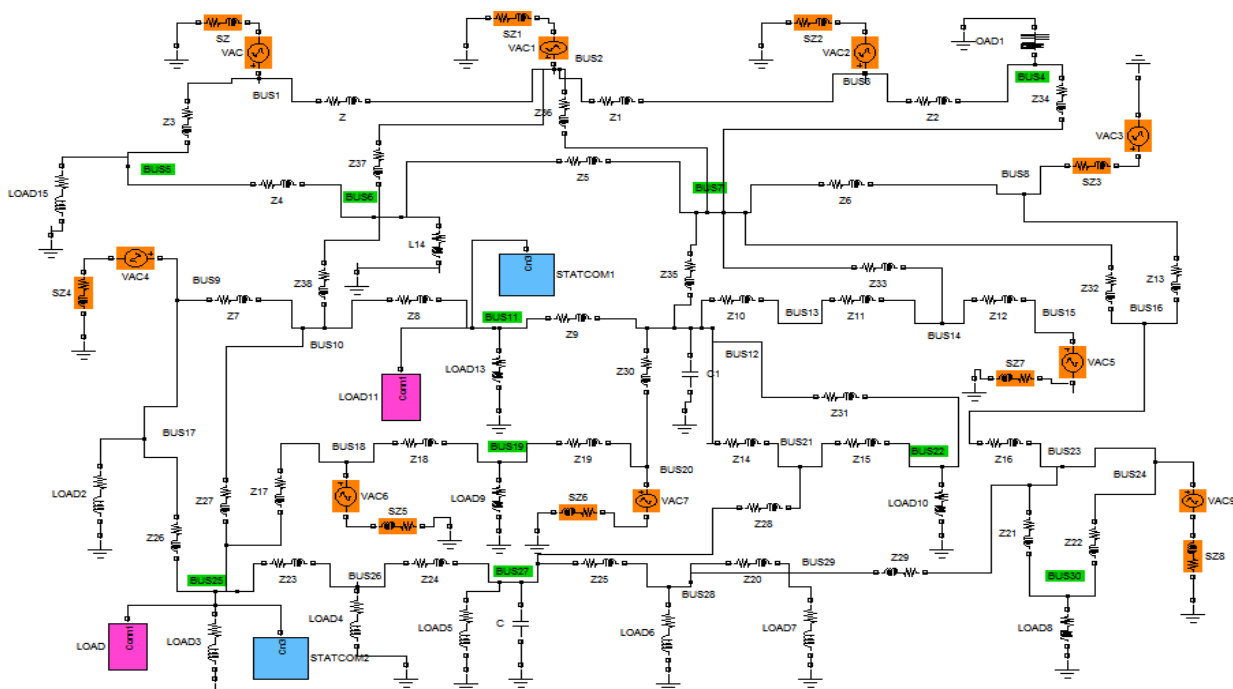 SZ
VAC
SZ1
VAC1
BUS2
SZ2
VAC2
OAD1
BUS4
BUS1
Z
Z36
Z1
BUS3
Z2
Z34
Z3
VAC3
BUS5
Z37
Z5
BUS8
SZ3
LOAD15
Z4
BUS6
BUS7
Z6
L14
VAC4
SZ4
BUS9
Z38
Cn3
STATCOM1
Z35
Z33
Z32
Z13
Z7
Z8
BUS11
Z9
Z10
BUS13
Z11
Z12
BUS15
BUS16
BUS10
BUS14
BUS12
LOAD13
Z30
C1
SZ7
VAC5
Conn1
LOAD11
Z31
BUS17
BUS18
Z18
BUS19
Z19
BUS20
Z14
BUS21
Z15
BUS22
Z16
BUS23
BUS24
LOAD2
Z27
Z17
VAC6
SZ5
LOAD9
SZ6
VAC7
LOAD10
VAC9
Z26
Z28
Z21
Z22
SZ8
BUS25
Z23
BUS26
Z24
BUS27
Z25
BUS28
Z20
BUS29
Z29
BUS30
Conn1
LOAD
LOAD3
Cn3
STATCOM2
LOAD4
LOAD5
C
LOAD6
LOAD7
LOAD8